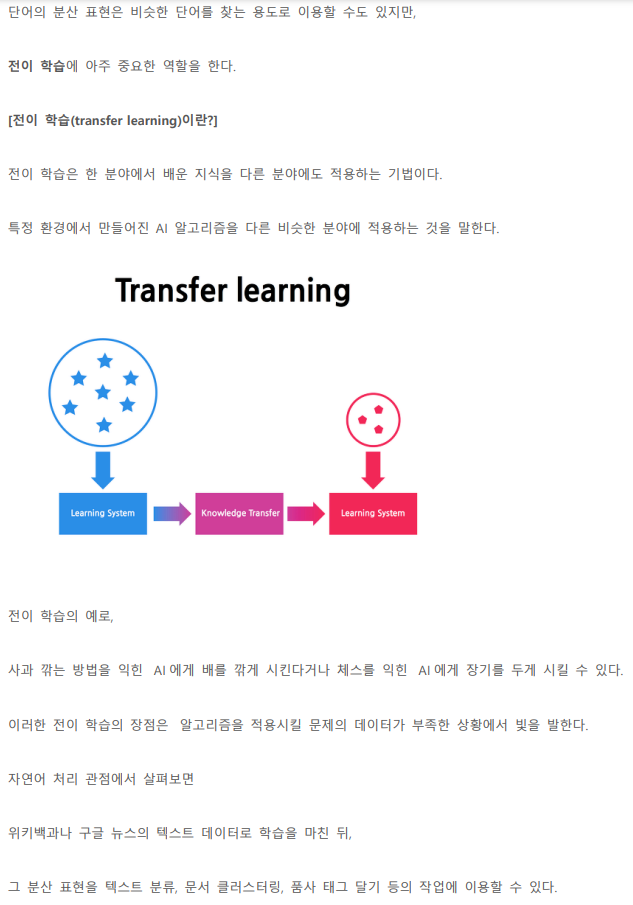 단어의 분산 표현은 비슷한 단어를 찾는 용도로 이용할 수도 있지만,
전이 학습에 아주 중요한 역할을 한다.
[전이 학습(transfer learning)이란?]
전이 학습은 한 분야에서 배운 지식을 다른 분야에도 적용하는 기법이다.
특정 환경에서 만들어진 AI 알고리즘을 다른 비슷한 분야에 적용하는 것을 말한다.
Transfer learning
Learning System
Knowledge Transfer
Learning System
전이 학습의 예로,
사과 깎는 방법을 익힌 AI에게 배를 깎게 시킨다거나 체스를 익힌 AI에게 장기를 두게 시킬 수 있다.
이러한 전이 학습의 장점은 알고리즘을 적용시킬 문제의 데이터가 부족한 상황에서 빛을 발한다.
자연어 처리 관점에서 살펴보면
위키백과나 구글 뉴스의 텍스트 데이터로 학습을 마친 뒤,
그 분산 표현을 텍스트 분류, 문서 클러스터링, 품사 태그 달기 등의 작업에 이용할 수 있다.